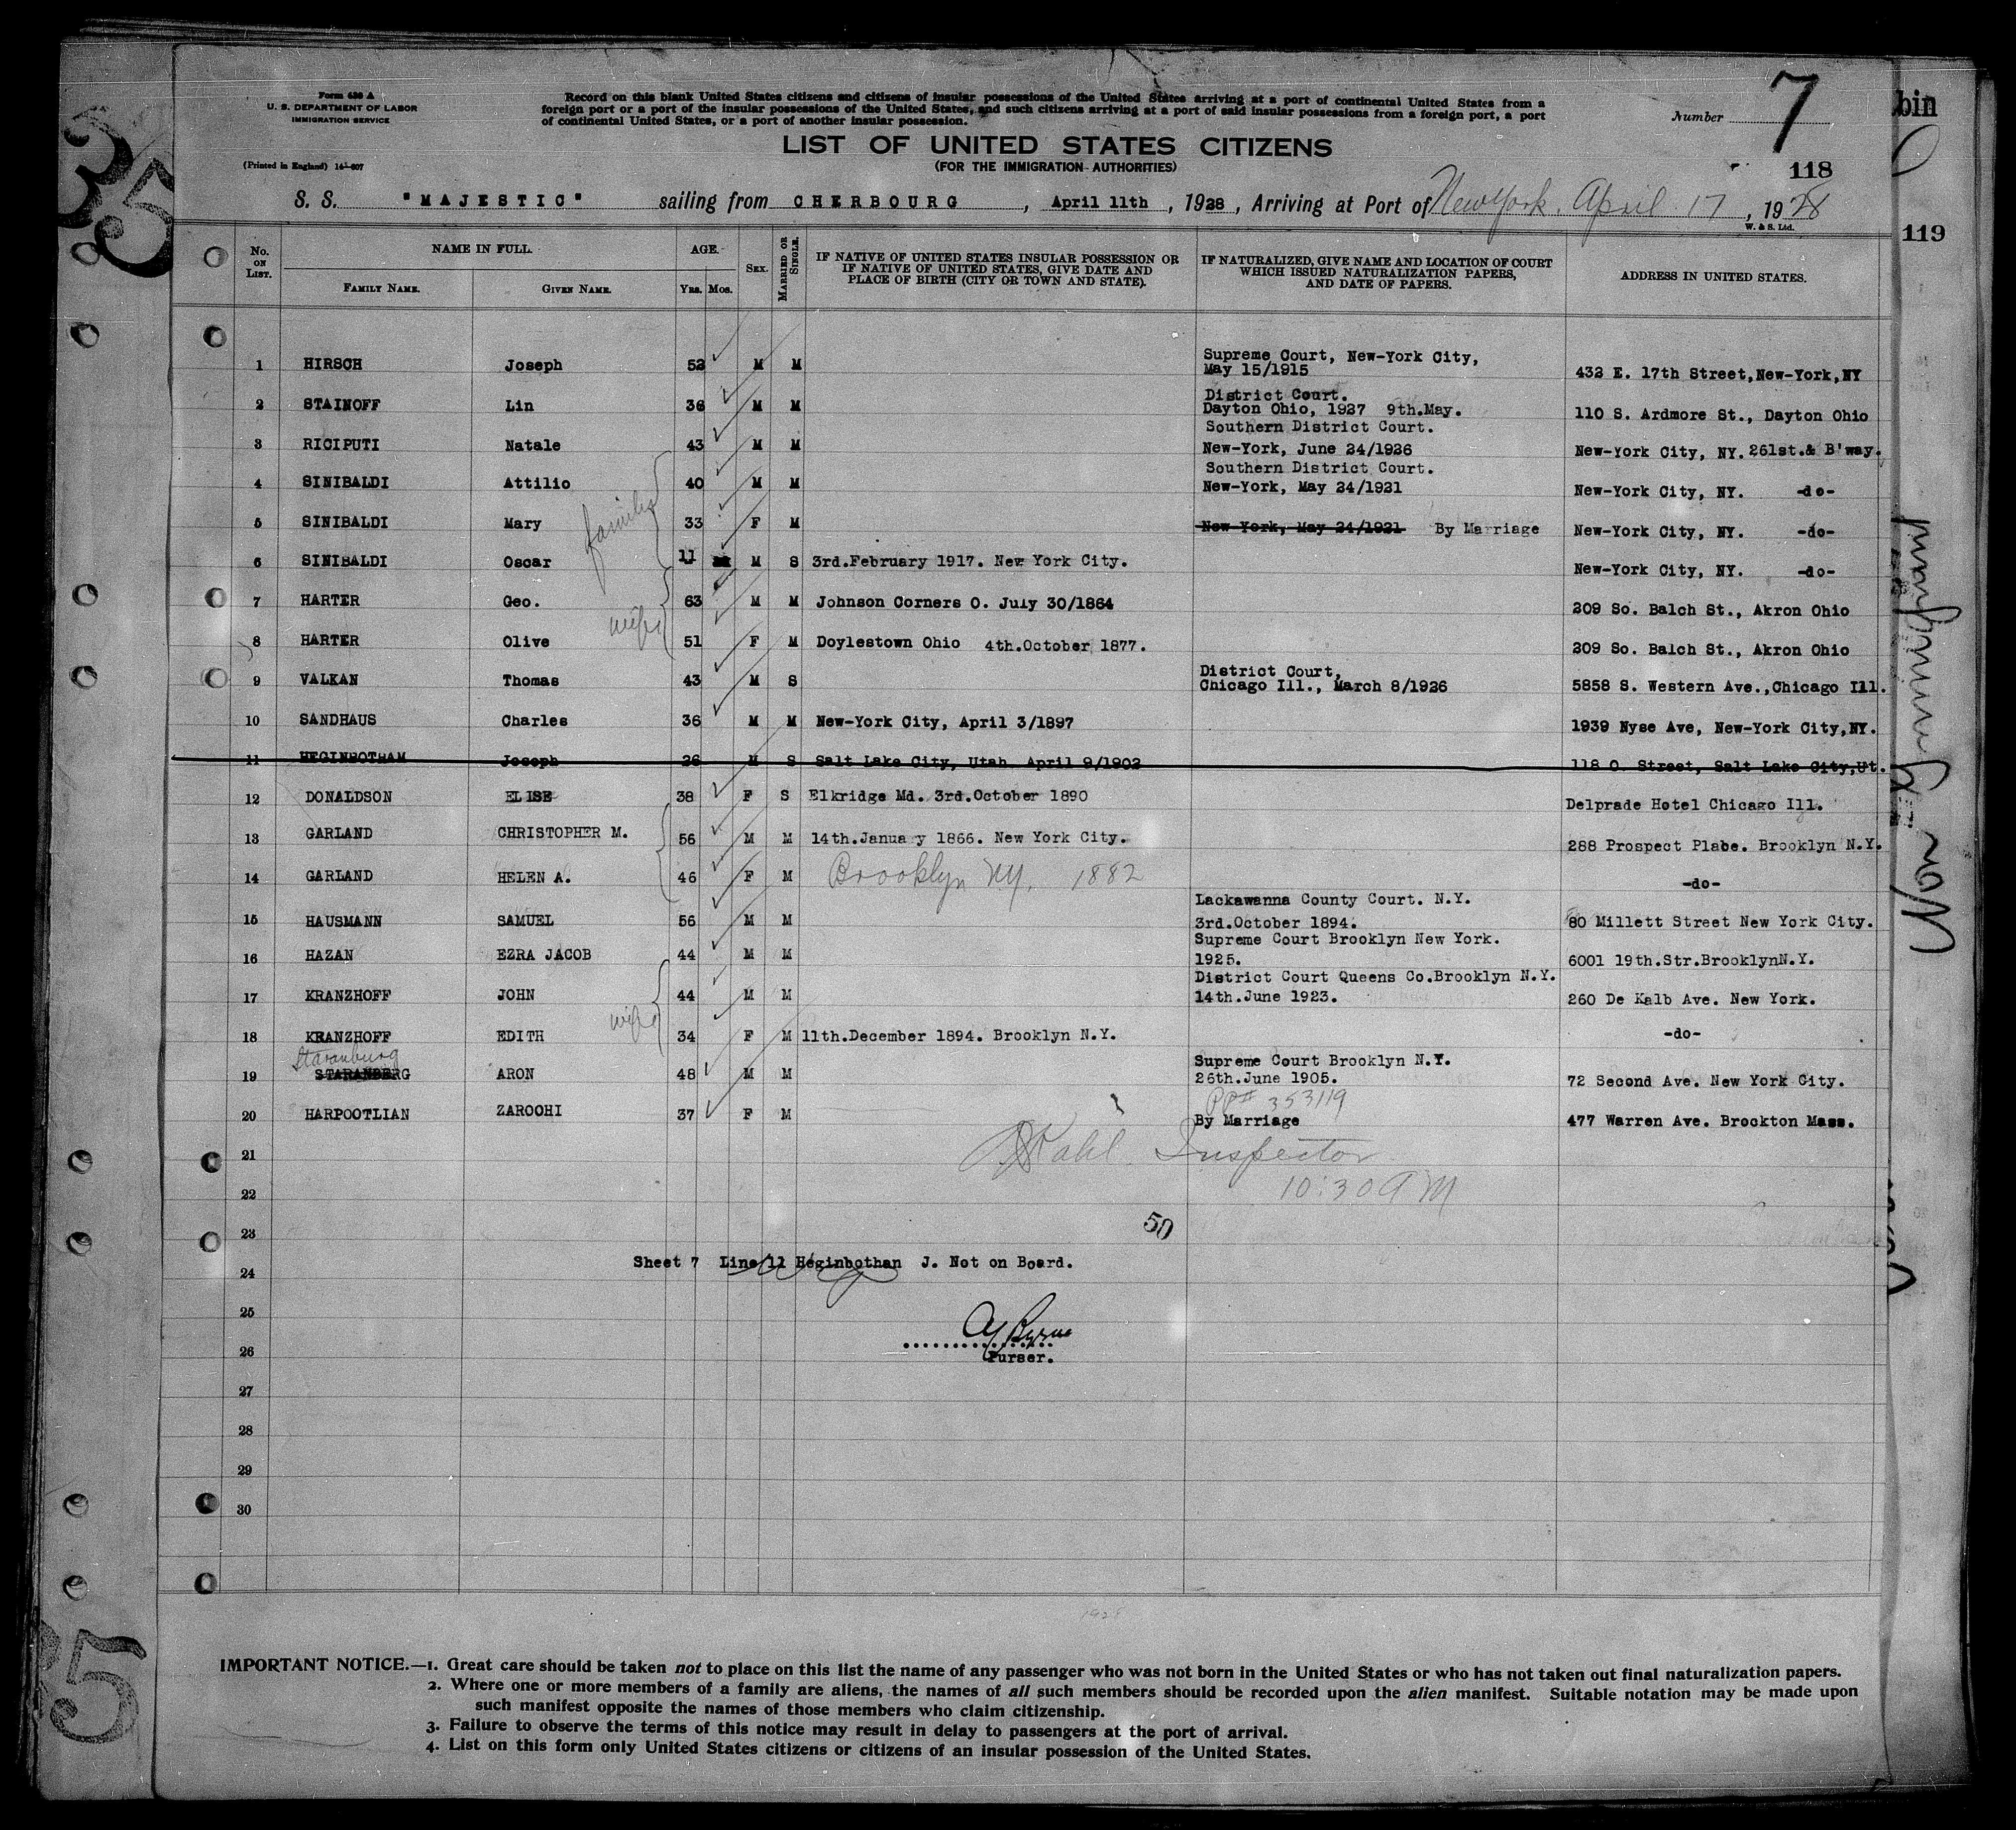 Form 630 A
U. S. DEPARTMENT OF LABOR
IMMIGRATION SERVICE
(Printed in England) 14-607
Record on this blank United States citizens and citizens of insular possessions of the United States arriving at a port of continental United States from a
foreign port or a port of the insular possessions of the United States, and such citizens arriving at a port of said insular possessions from a foreign port, a port
of continental United States, or a port of another insular possession.
Number 7
bin
LIST OF UNITED STATES CITIZENS
(FOR THE IMMIGRATION AUTHORITIES)
118
35
S. S. "MAJESTIC" sailing from CHERBOURG, April 11th, 1928, Arriving at Port of New York. April 17, 1928
W. & S. Ltd.
119
No. ON LIST. NAME IN FULL. FAMILY NAME. GIVEN NAME. AGE. YRS. MOS. SEX. MARRIED OR SINGLE. IF NATIVE OF UNITED STATES INSULAR POSSESSION OR IF NATIVE OF UNITED STATES, GIVE DATE AND PLACE OF BIRTH (CITY OR TOWN AND STATE). IF NATURALIZED, GIVE NAME AND LOCATION OF COURT WHICH ISSUED NATURALIZATION PAPERS, AND DATE OF PAPERS. ADDRESS IN UNITED STATES.
1 HIRSCH Joseph 52 M M Supreme Court, New-York City, May 15/1915 432 E. 17th Street,New-York,NY
2 STAINOFF Lin 36 M M District Court. Dayton Ohio, 1927 9th.May. 110 S. Ardmore St., Dayton Ohio
3 RICIPUTI Natale 43 M M Southern District Court. New-York, June 24/1926 New-York City, NY. 261st.& B'way.
4 SINIBALDI Attilio 40 M M Southern District Court. New-York, May 24/1921 New-York City, NY. -do-
5 SINIBALDI Mary 33 F M New-York, May 24/1921 By Marriage New-York City, NY. -do-
6 SINIBALDI Oscar 11 M S 3rd.February 1917. New York City. New-York City, NY. -do-
7 HARTER Geo. 63 M M Johnson Corners O. July 30/1864 209 So. Balch St., Akron Ohio
wife
8 HARTER Olive 51 F M Doylestown Ohio 4th.October 1877. 209 So. Balch St., Akron Ohio
9 VALKAN Thomas 43 M S District Court, Chicago Ill., March 8/1926 5858 S. Western Ave.,Chicago Ill.
10 SANDHAUS Charles 36 M M New-York City, April 3/1897 1939 Nyse Ave, New-York City,NY.
11 HEGINBOTHAM Joseph 26 M S Salt Lake City, Utah April 9/1902 118 O. Street, Salt Lake City,Ut.
12 DONALDSON ELISE 38 F S Elkridge Md. 3rd.October 1890 Delprade Hotel Chicago Ill.
13 GARLAND CHRISTOPHER M. 56 M M 14th.Janua y 1866. New York City. 288 Prospect Plabe. Brooklyn N.Y.
14 GARLAND HELEN A. 46 F M Brooklyn NY. 1882 -do-
15 HAUSMANN SAMUEL 56 M M Lackawanna County Court. N.Y. 3rd.October 1894. 80 Millett Street New York City.
16 HAZAN EZRA JACOB 44 M M Supreme Court Brooklyn New York. 1925. 6001 19th.Str.BrooklynN.Y.
17 KRANZHOFF JOHN 44 M M District Court Queens Co.Brooklyn N.Y. 14th.June 1923. 260 De Kalb Ave. New York.
wife
18 KRANZHOFF EDITH 34 F M 11th.December 1894. Brooklyn N.Y. -do-
Staranburg
19 STARANBERG ARON 48 M M Supreme Court Brooklyn N.Y. 26th.June 1905. 72 Second Ave. New York City.
PP# 353119
20 HARPOOTLIAN ZAROOHI 37 F M By Marriage 477 Warren Ave. Brockton Mass.
21
Kahl. Inspector
22
10:30 AM
23
50
Sheet 7 Line 11 Heginbothan J. Not on Board.
24
25
Byrne
26
Purser.
27
28
29
30
IMPORTANT NOTICE.—1. Great care should be taken not to place on this list the name of any passenger who was not born in the United States or who has not taken out final naturalization papers.
2. Where one or more members of a family are aliens, the names of all such members should be recorded upon the alien manifest. Suitable notation may be made upon
such manifest opposite the names of those members who claim citizenship.
3. Failure to observe the terms of this notice may result in delay to passengers at the port of arrival.
4. List on this form only United States citizens or citizens of an insular possession of the United States.
5